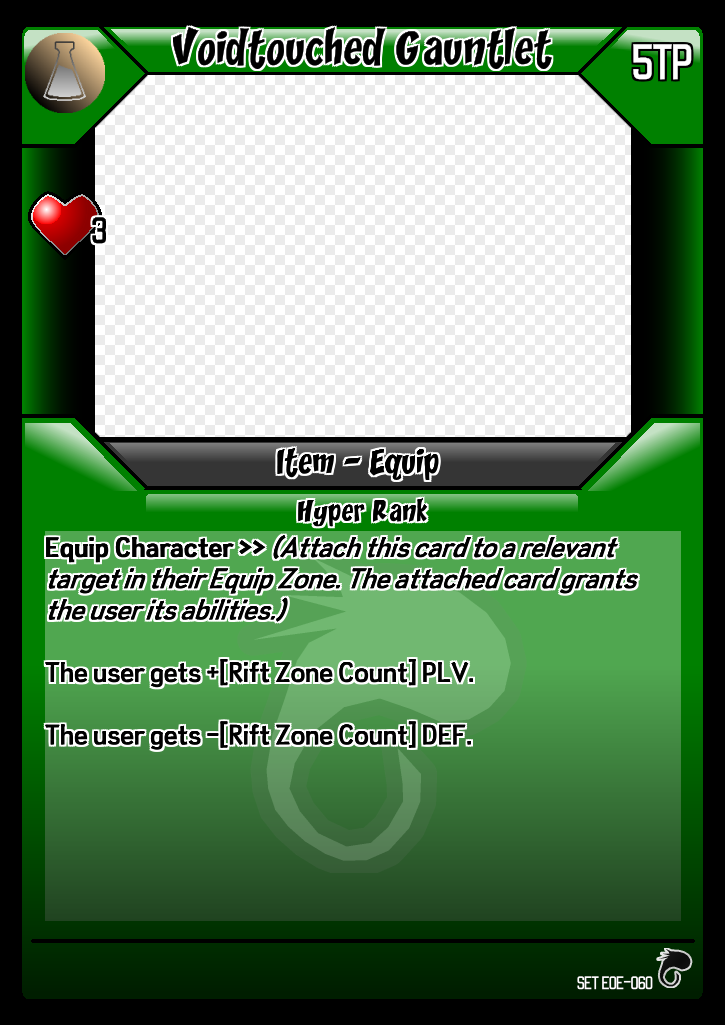 Voidtouched Gauntlet
5TP
3
Item - Equip
Hyper Rank
Equip Character >> (Attach this card to a relevant
target in their Equip Zone. The attached card grants
the user its abilities.)
The user gets +[Rift Zone Count] PLV.
The user gets -[Rift Zone Count] DEF.
SET EOE-060